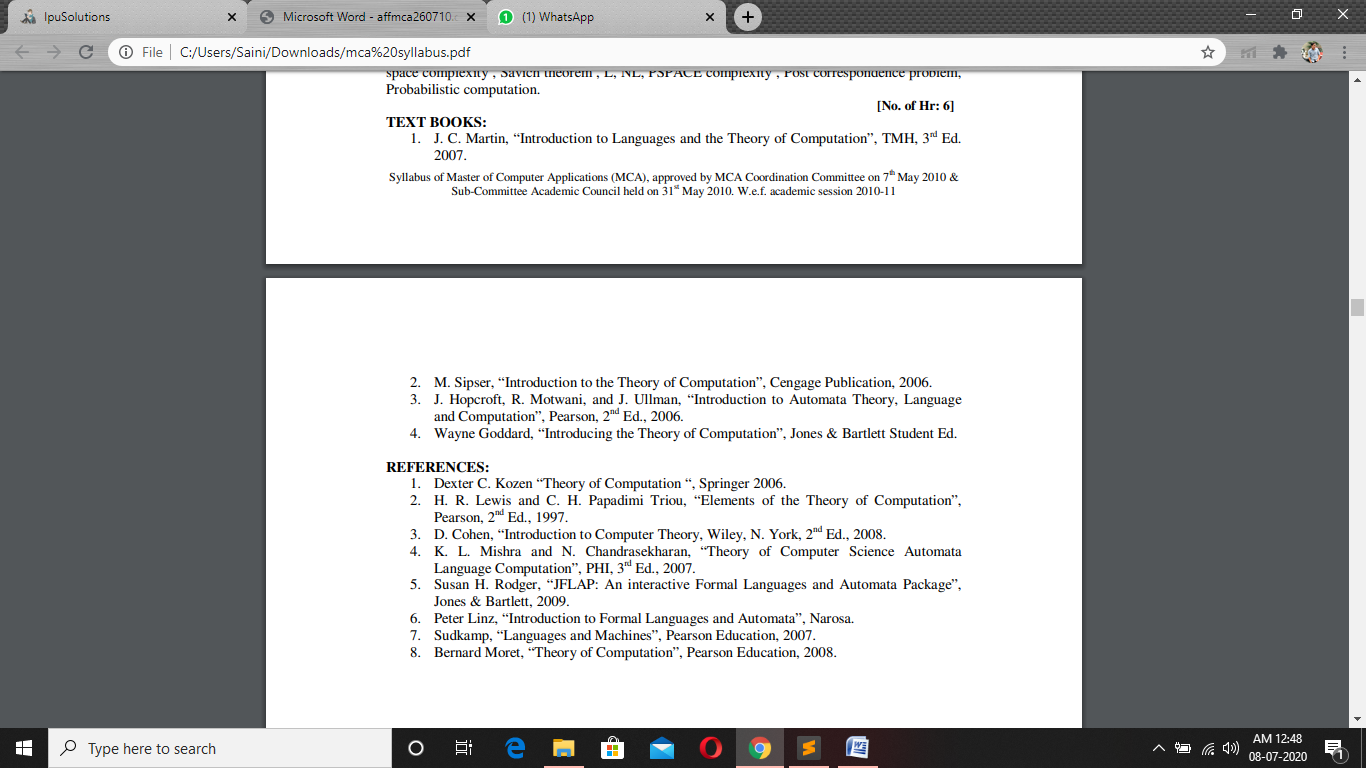 IpuSolutions
Microsoft Word - affmca260710.
(1) WhatsApp
File C:/Users/Saini/Downloads/mca%20syllabus.pdf
space complexity , Savich theorem , L, NL, PSPACE complexity , Post correspondence problem,
Probabilistic computation.
[No. of Hr: 6]
TEXT BOOKS:
1. J. C. Martin, “Introduction to Languages and the Theory of Computation”, TMH, 3rd Ed.
2007.
Syllabus of Master of Computer Applications (MCA), approved by MCA Coordination Committee on 7th May 2010 &
Sub-Committee Academic Council held on 31st May 2010. W.e.f. academic session 2010-11
2. M. Sipser, “Introduction to the Theory of Computation”, Cengage Publication, 2006.
3. J. Hopcroft, R. Motwani, and J. Ullman, “Introduction to Automata Theory, Language
and Computation”, Pearson, 2nd Ed., 2006.
4. Wayne Goddard, “Introducing the Theory of Computation”, Jones & Bartlett Student Ed.
REFERENCES:
1. Dexter C. Kozen “Theory of Computation “, Springer 2006.
2. H. R. Lewis and C. H. Papadimi Triou, “Elements of the Theory of Computation”,
Pearson, 2nd Ed., 1997.
3. D. Cohen, “Introduction to Computer Theory, Wiley, N. York, 2nd Ed., 2008.
4. K. L. Mishra and N. Chandrasekharan, “Theory of Computer Science Automata
Language Computation”, PHI, 3rd Ed., 2007.
5. Susan H. Rodger, “JFLAP: An interactive Formal Languages and Automata Package”,
Jones & Bartlett, 2009.
6. Peter Linz, “Introduction to Formal Languages and Automata”, Narosa.
7. Sudkamp, “Languages and Machines”, Pearson Education, 2007.
8. Bernard Moret, “Theory of Computation”, Pearson Education, 2008.
Type here to search
AM 12:48
08-07-2020
1